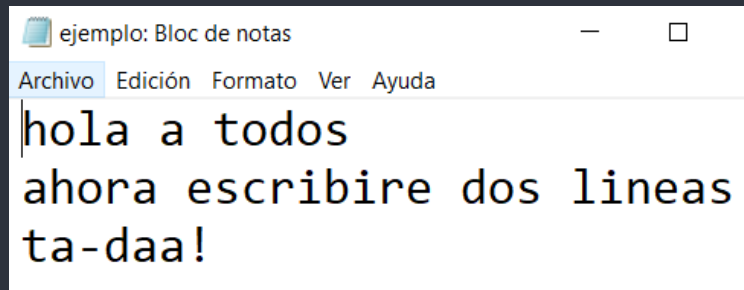 ejemplo: Bloc de notas
Archivo Edición Formato Ver Ayuda
hola a todos
ahora escribire dos lineas
ta-daa!